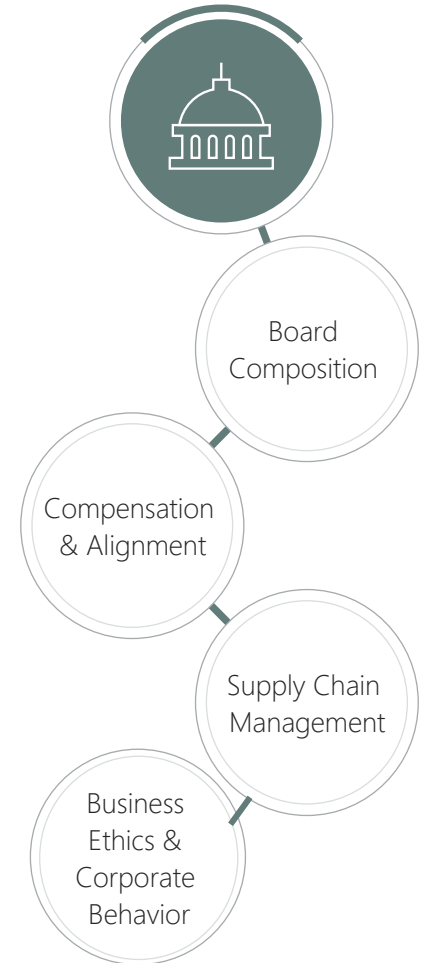 Board
Composition
Compensation
& Alignment
Supply Chain
Management
Business
Ethics &
Corporate
Behavior